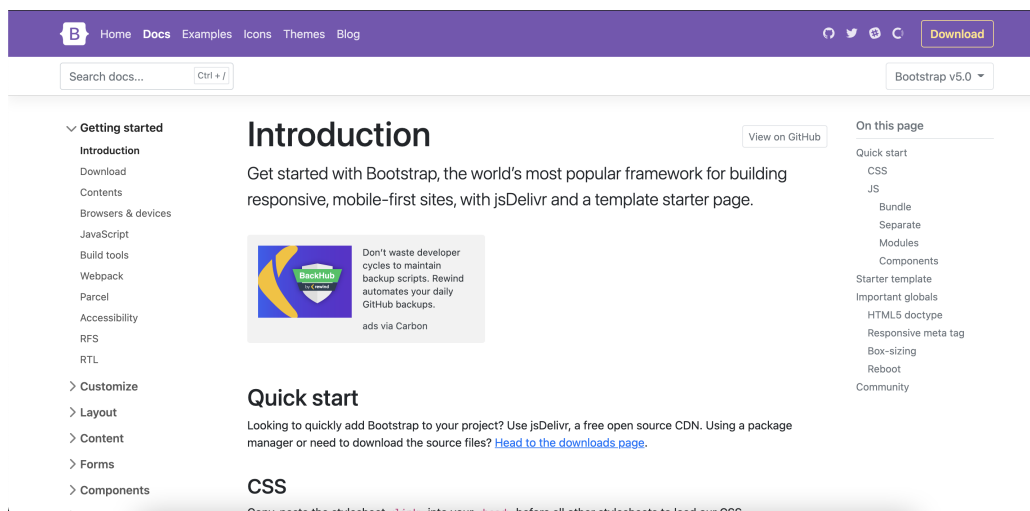 B Home Docs Examples Icons Themes Blog Download
Search docs... Ctrl + / Bootstrap v5.0
Getting started
Introduction
Download
Contents
Browsers & devices
JavaScript
Build tools
Webpack
Parcel
Accessibility
RFS
RTL
Customize
Layout
Content
Forms
Components
Introduction
View on GitHub
Get started with Bootstrap, the world's most popular framework for building
responsive, mobile-first sites, with jsDelivr and a template starter page.
BackHub
by rewind
Don't waste developer
cycles to maintain
backup scripts. Rewind
automates your daily
GitHub backups.
ads via Carbon
Quick start
Looking to quickly add Bootstrap to your project? Use jsDelivr, a free open source CDN. Using a package
manager or need to download the source files? Head to the downloads page.
CSS
On this page
Quick start
CSS
JS
Bundle
Separate
Modules
Components
Starter template
Important globals
HTML5 doctype
Responsive meta tag
Box-sizing
Reboot
Community